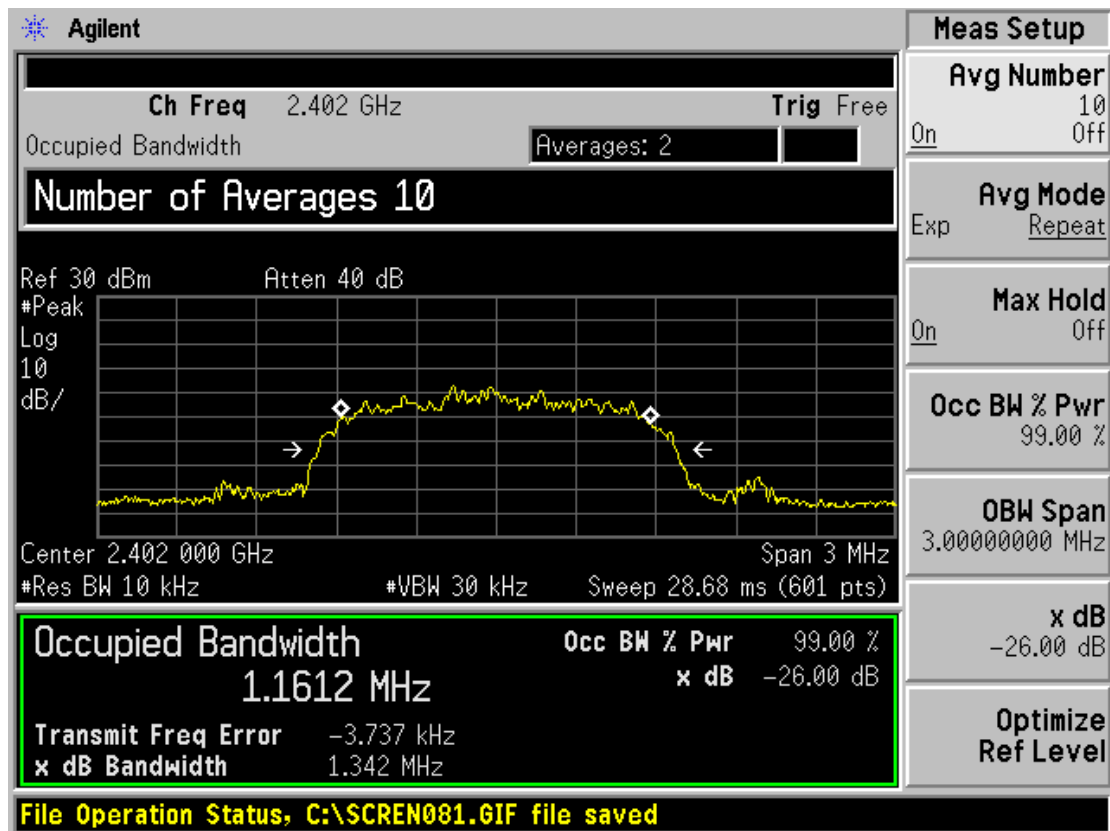 Agilent
Ch Freq 2.402 GHz Trig Free
Occupied Bandwidth Averages: 2
Number of Averages 10
Ref 30 dBm Atten 40 dB
#Peak
Log
10
dB/
Center 2.402 000 GHz Span 3 MHz
#Res BW 10 kHz #VBW 30 kHz Sweep 28.68 ms (601 pts)
Occupied Bandwidth Occ BW % Pwr 99.00 %
1.1612 MHz x dB -26.00 dB
Transmit Freq Error -3.737 kHz
x dB Bandwidth 1.342 MHz
File Operation Status, C:\SCREN081.GIF file saved
Meas Setup
Avg Number
10
On Off
Avg Mode
Exp Repeat
Max Hold
On Off
Occ BW % Pwr
99.00 %
OBW Span
3.00000000 MHz
x dB
-26.00 dB
Optimize
Ref Level